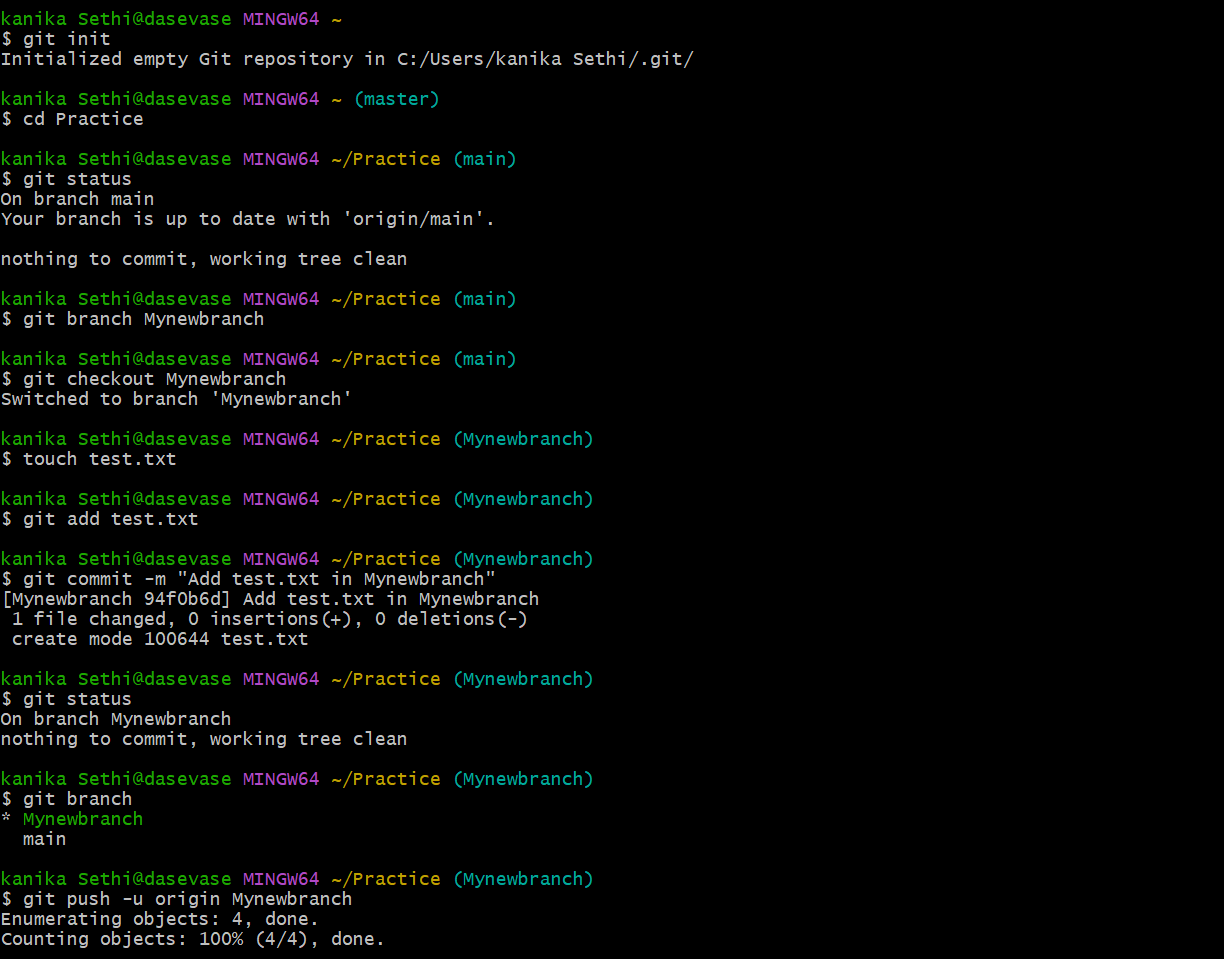 kanika Sethi@dasevase MINGW64 ~
$ git init
Initialized empty Git repository in C:/Users/kanika Sethi/.git/
kanika Sethi@dasevase MINGW64 ~ (master)
$ cd Practice
kanika Sethi@dasevase MINGW64 ~/Practice (main)
$ git status
On branch main
Your branch is up to date with 'origin/main'.
nothing to commit, working tree clean
kanika Sethi@dasevase MINGW64 ~/Practice (main)
$ git branch Mynewbranch
kanika Sethi@dasevase MINGW64 ~/Practice (main)
$ git checkout Mynewbranch
Switched to branch 'Mynewbranch'
kanika Sethi@dasevase MINGW64 ~/Practice (Mynewbranch)
$ touch test.txt
kanika Sethi@dasevase MINGW64 ~/Practice (Mynewbranch)
$ git add test.txt
kanika Sethi@dasevase MINGW64 ~/Practice (Mynewbranch)
$ git commit -m "Add test.txt in Mynewbranch"
[Mynewbranch 94f0b6d] Add test.txt in Mynewbranch
 1 file changed, 0 insertions(+), 0 deletions(-)
 create mode 100644 test.txt
kanika Sethi@dasevase MINGW64 ~/Practice (Mynewbranch)
$ git status
On branch Mynewbranch
nothing to commit, working tree clean
kanika Sethi@dasevase MINGW64 ~/Practice (Mynewbranch)
$ git branch
* Mynewbranch
  main
kanika Sethi@dasevase MINGW64 ~/Practice (Mynewbranch)
$ git push -u origin Mynewbranch
Enumerating objects: 4, done.
Counting objects: 100% (4/4), done.